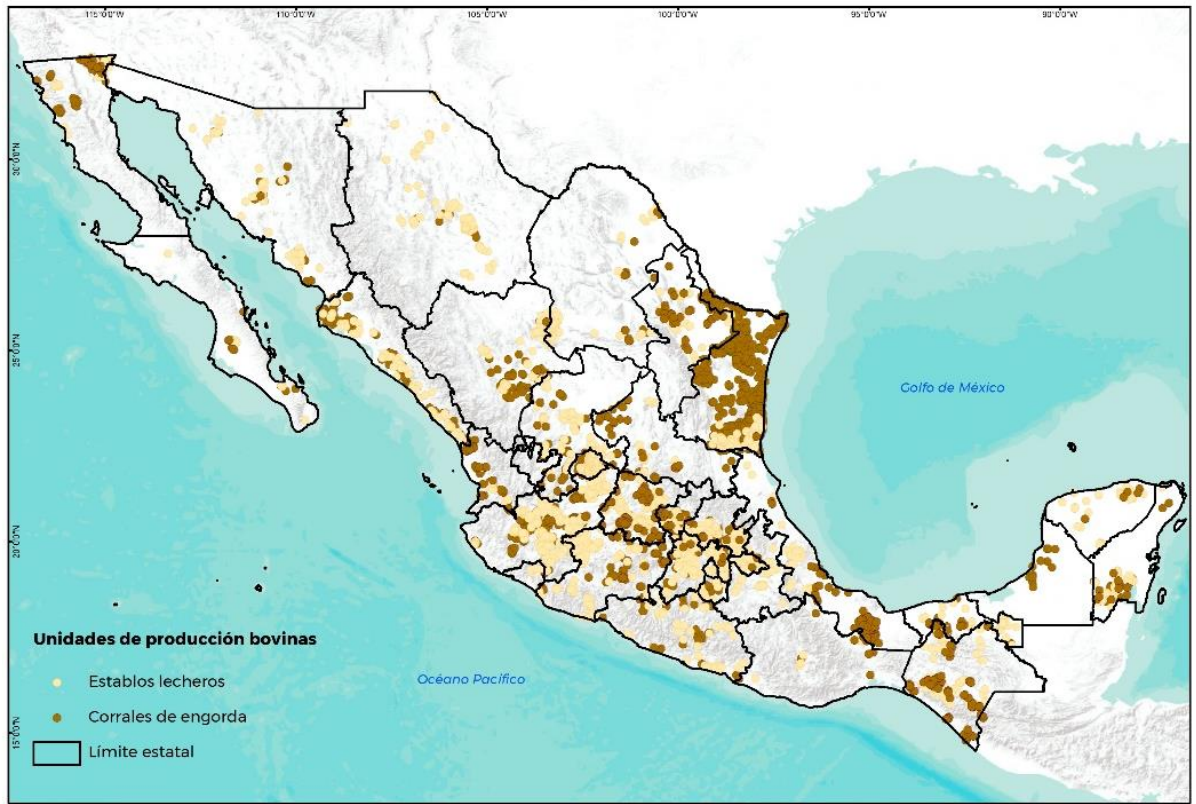 115°0'0"W
110°0'0"W
105°0'0"W
100°0'0"W
95°0'0"W
90°0'0"W
30°0'0"N
25°0'0"N
20°0'0"N
15°0'0"N
Golfo de México
Océano Pacífico
Unidades de producción bovinas
Establos lecheros
Corrales de engorda
Límite estatal